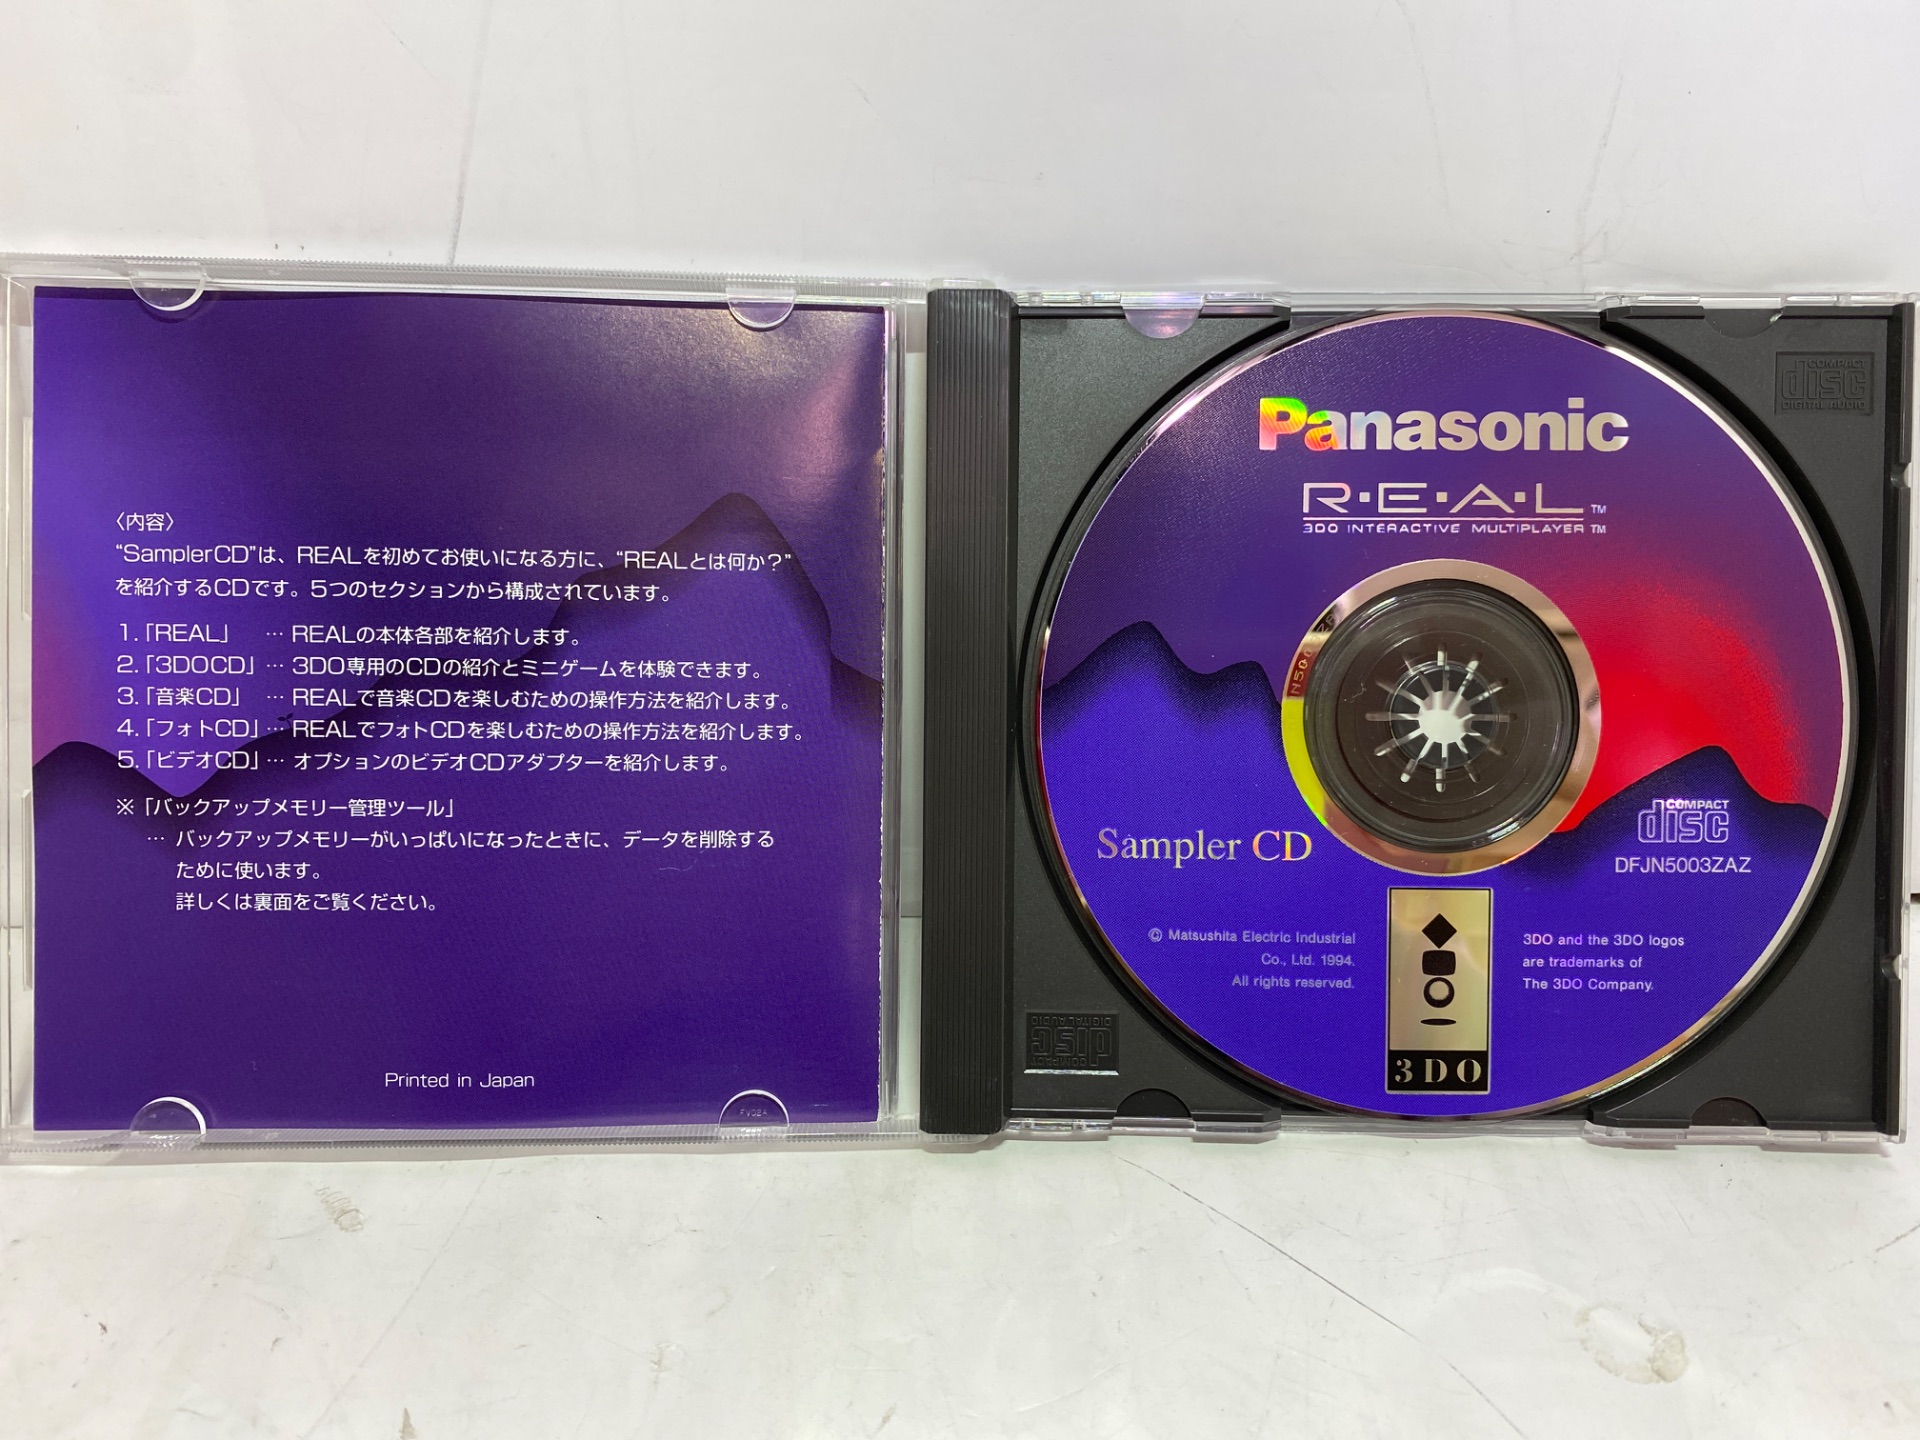 〈内容〉
“SamplerCD”は、REALを初めてお使いになる方に、“REALとは何か？”
を紹介するCDです。5つのセクションから構成されています。
1.「REAL」 … REALの本体各部を紹介します。
2.「3DOCD」… 3DO専用のCDの紹介とミニゲームを体験できます。
3.「音楽CD」 … REALで音楽CDを楽しむための操作方法を紹介します。
4.「フォトCD」… REALでフォトCDを楽しむための操作方法を紹介します。
5.「ビデオCD」… オプションのビデオCDアダプターを紹介します。
※「バックアップメモリー管理ツール」
… バックアップメモリーがいっぱいになったときに、データを削除する
ために使います。
詳しくは裏面をご覧ください。
Printed in Japan
Panasonic
R·E·A·L™
3DO INTERACTIVE MULTIPLAYER™
Sampler CD
COMPACT
disc
DFJN5003ZAZ
© Matsushita Electric Industrial
Co., Ltd. 1994.
All rights reserved.
3DO
3DO and the 3DO logos
are trademarks of
The 3DO Company.
COMPACT
disc
DIGITAL AUDIO
COMPACT
disc
DIGITAL AUDIO